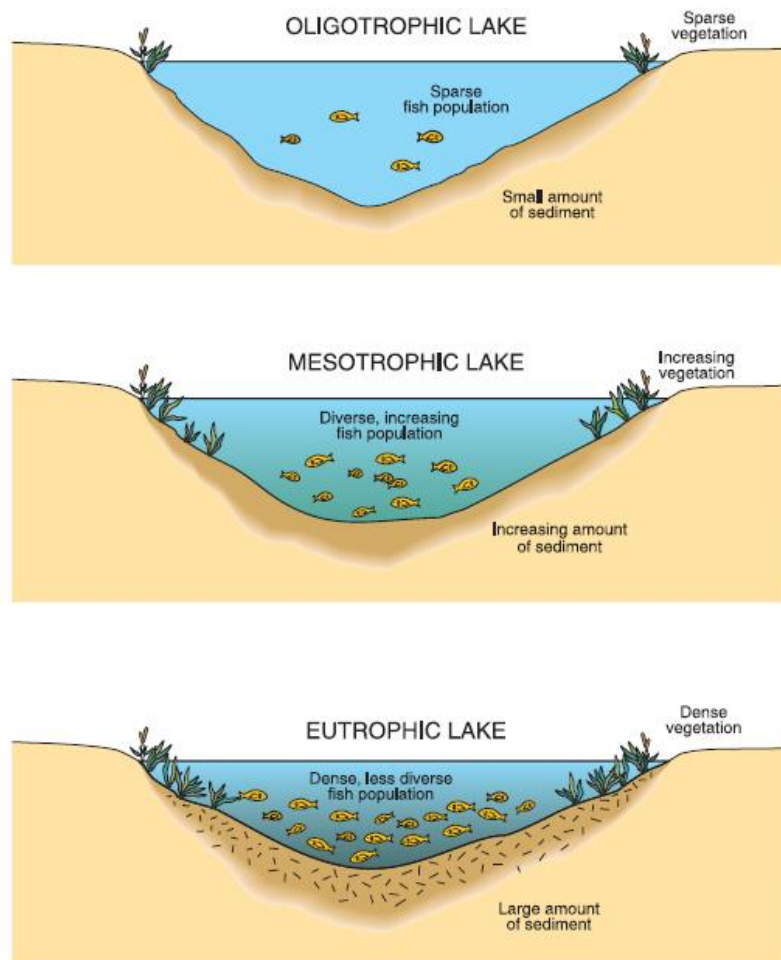 OLIGOTROPHIC LAKE
Sparse
vegetation
Sparse
fish population
Small amount
of sediment
MESOTROPHIC LAKE
Increasing
vegetation
Diverse, increasing
fish population
Increasing amount
of sediment
EUTROPHIC LAKE
Dense
vegetation
Dense, less diverse
fish population
Large amount
of sediment